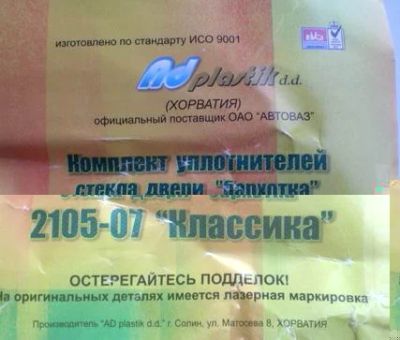 изготовлено по стандарту ИСО 9001
Ad plastik d.d.
(ХОРВАТИЯ)
официальный поставщик ОАО "АВТОВАЗ"
Комплект уплотнителей
стекла двери "бархотка"
2105-07 "Классика"
ОСТЕРЕГАЙТЕСЬ ПОДДЕЛОК!
На оригинальных деталях имеется лазерная маркировка
Производитель "AD plastik d.d." г. Солин, ул. Матосева 8, ХОРВАТИЯ